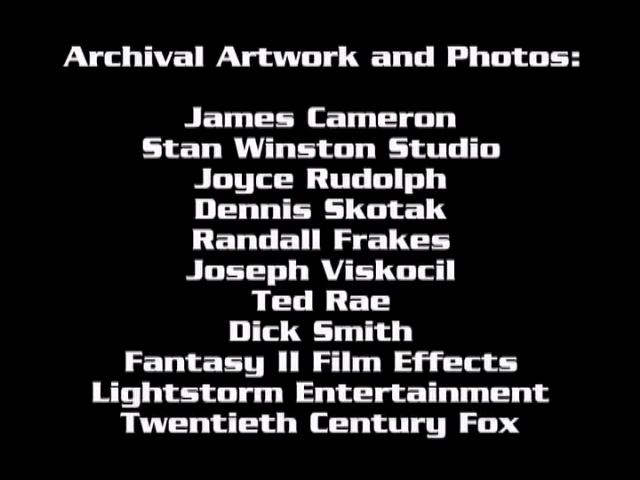 Archival Artwork and Photos:
James Cameron
Stan Winston Studio
Joyce Rudolph
Dennis Skotak
Randall Frakes
Joseph Viskocil
Ted Rae
Dick Smith
Fantasy II Film Effects
Lightstorm Entertainment
Twentieth Century Fox